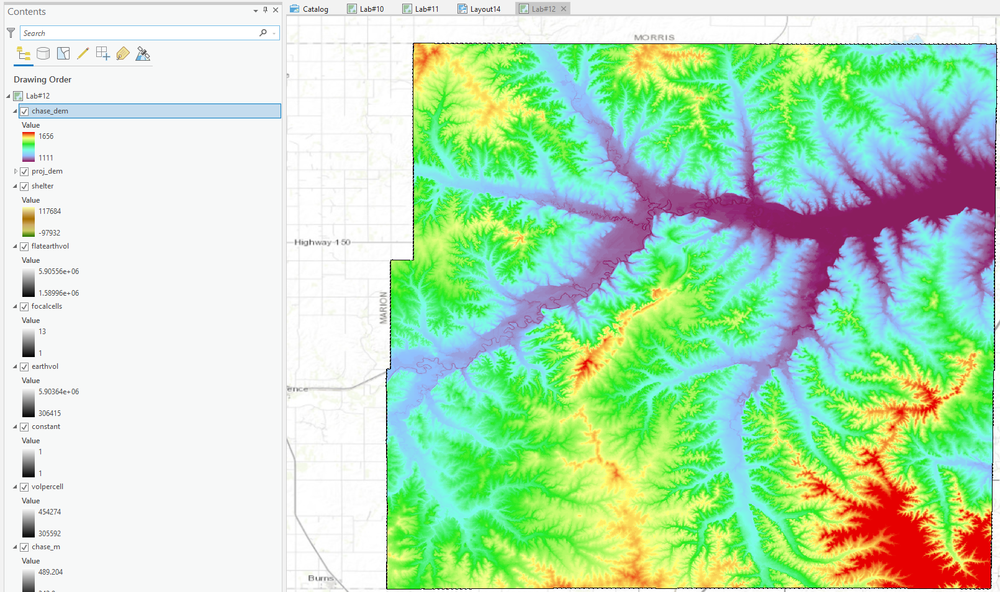 Contents
Catalog
Lab#10
Lab#11
Layout14
Lab#12
Search
Drawing Order
Lab#12
chase_dem
Value
1656
1111
proj_dem
shelter
Value
117684
-97932
flatearthvol
Value
5.90556e+06
1.58996e+06
focalcells
Value
13
1
earthvol
Value
5.90364e+06
306415
constant
Value
1
1
volpercell
Value
454274
305592
chase_m
Value
489.204
MORRIS
Highway 150
MARION
ence
Burns